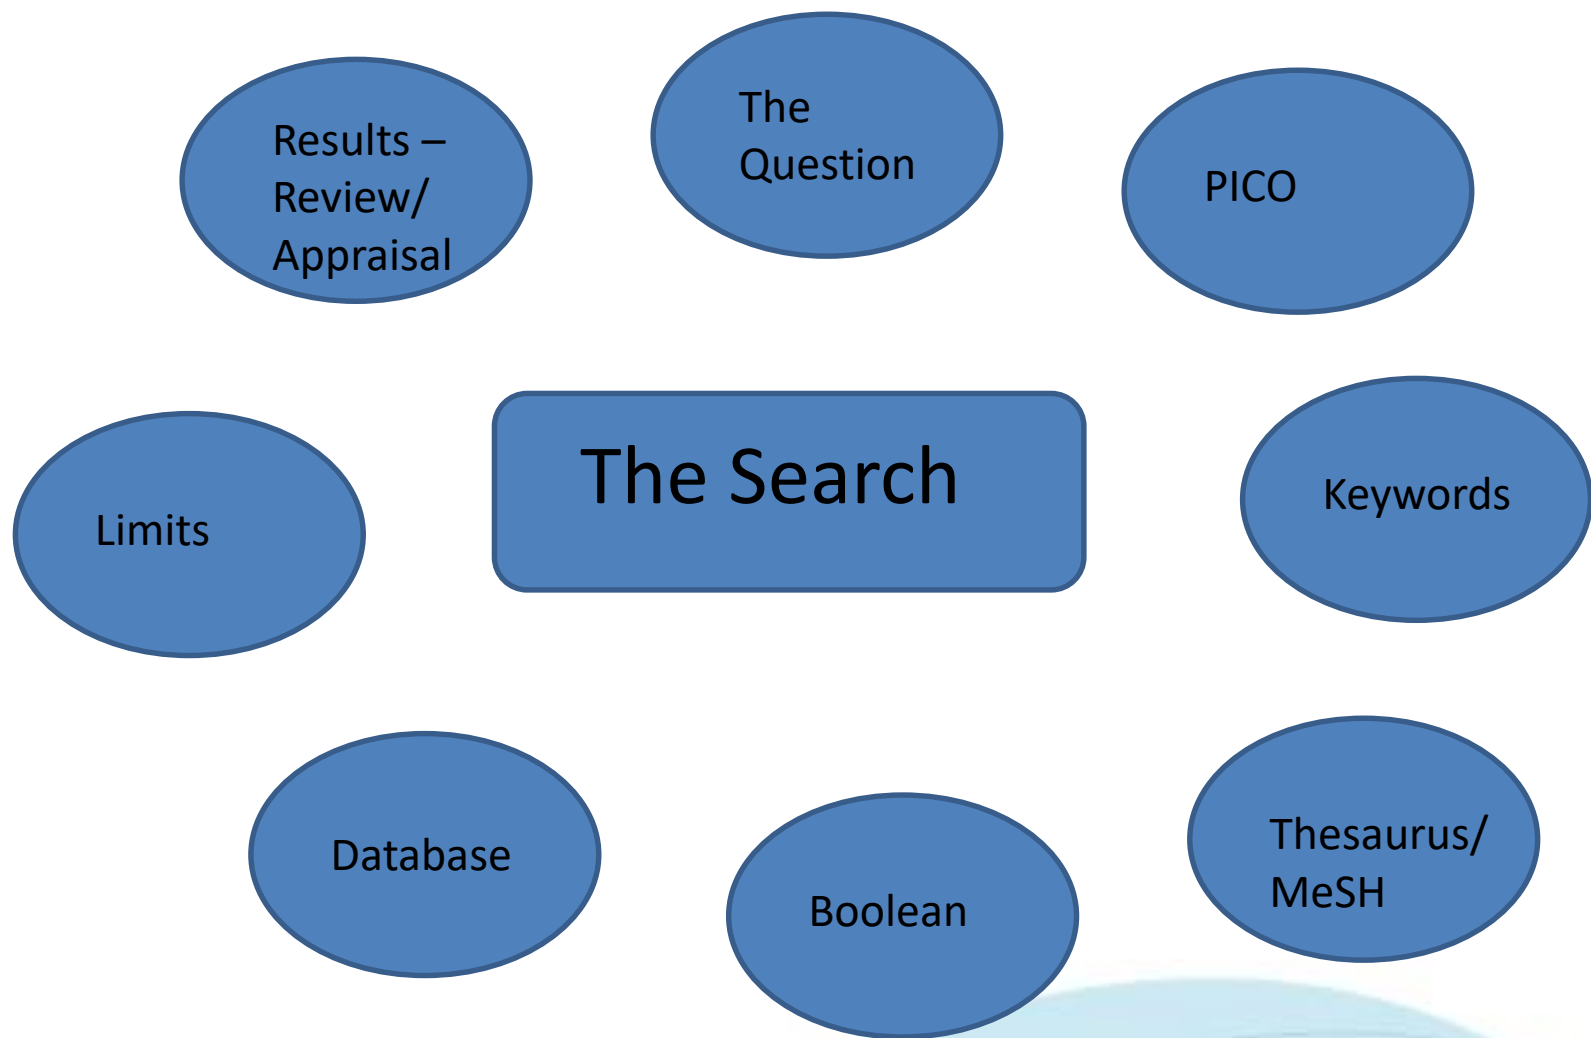 The
Question
PICO
Keywords
Thesaurus/
MeSH
Boolean
Database
Limits
Results –
Review/
Appraisal
The Search